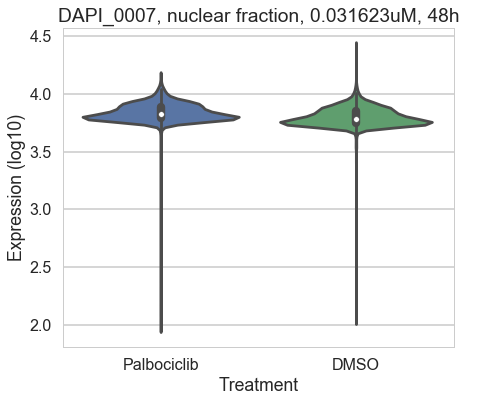 DAPI_0007, nuclear fraction, 0.031623uM, 48h
Expression (log10)
4.5
4.0
3.5
3.0
2.5
2.0
Palbociclib
DMSO
Treatment